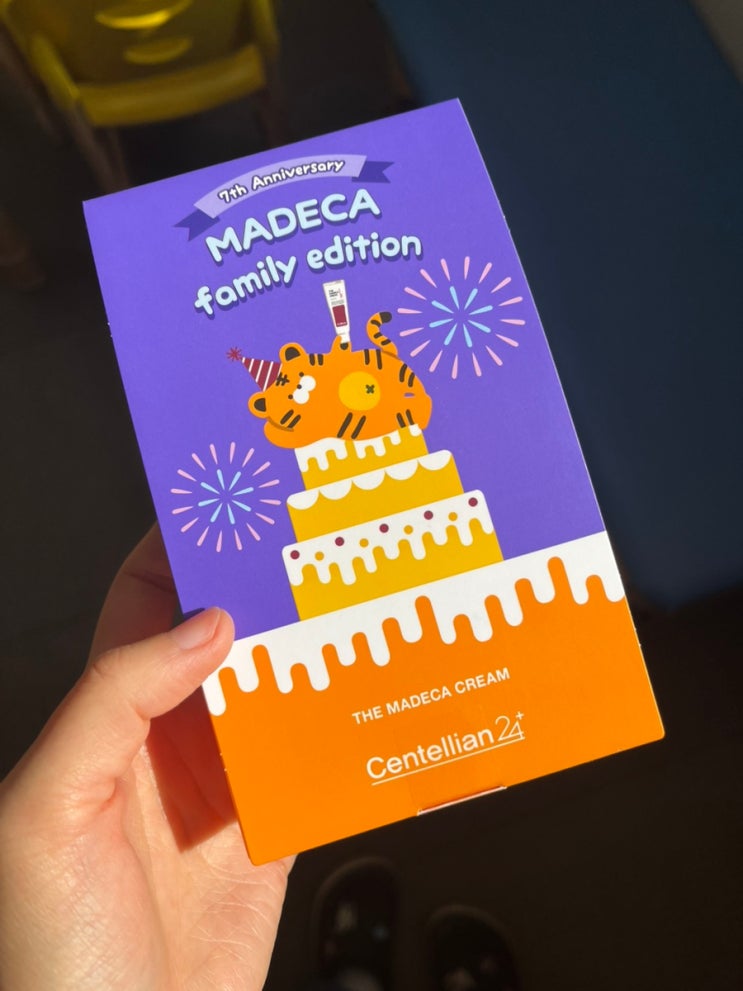 7th Anniversary
MADECA
family edition
THE MADECA CREAM
Centellian24+